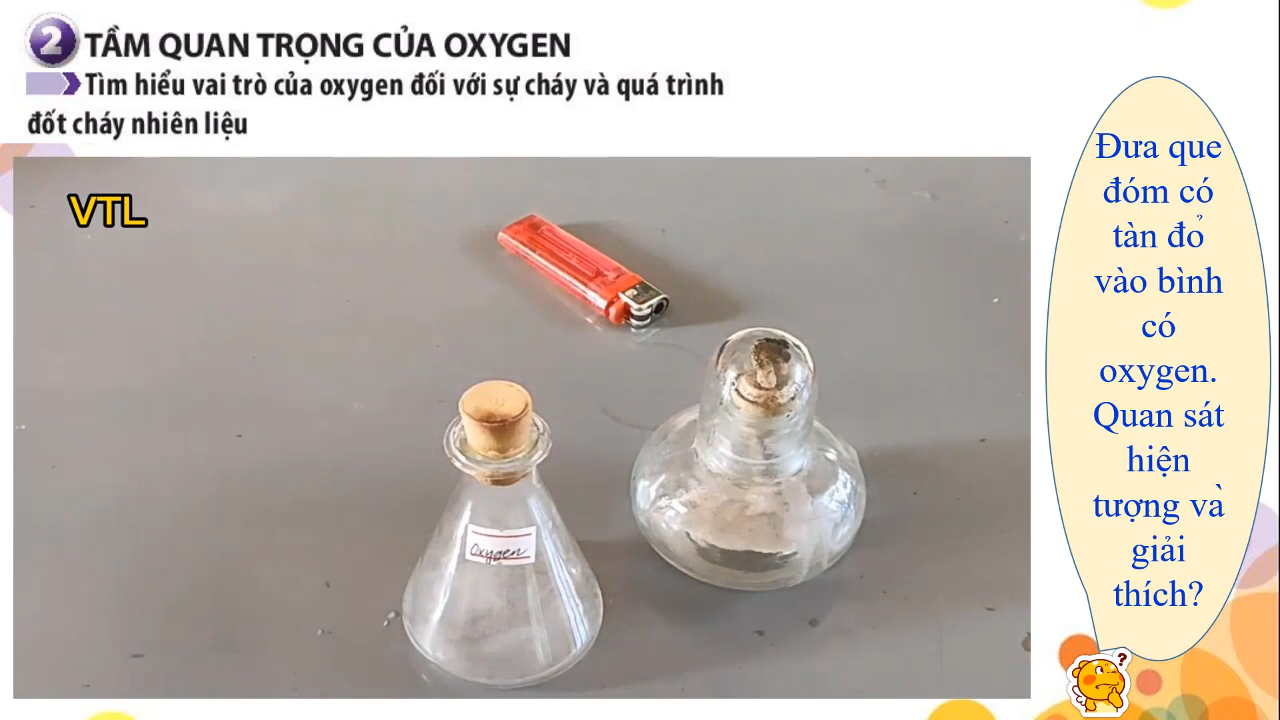 2 TẦM QUAN TRỌNG CỦA OXYGEN
Tìm hiểu vai trò của oxygen đối với sự cháy và quá trình
đốt cháy nhiên liệu
VTL
Oxygen
Đưa que
đóm có
tàn đỏ
vào bình
có
oxygen.
Quan sát
hiện
tượng và
giải
thích?
?